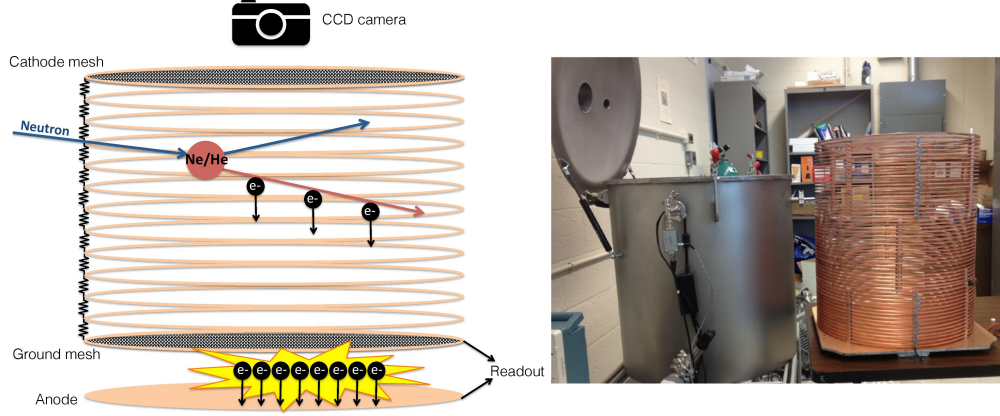 CCD camera
Cathode mesh
Neutron
Ne/He
e-
e-
e-
Ground mesh
e- e- e- e- e- e- e- e-
Readout
Anode